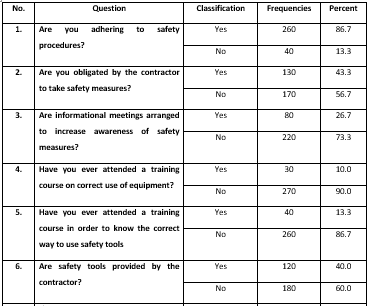 No. Question Classification Frequencies Percent
1. Are you adhering to safety Yes 260 86.7
procedures?
No 40 13.3
2. Are you obligated by the contractor Yes 130 43.3
to take safety measures?
No 170 56.7
3. Are informational meetings arranged Yes 80 26.7
to increase awareness of safety
No 220 73.3
measures?
4. Have you ever attended a training Yes 30 10.0
course on correct use of equipment?
No 270 90.0
5. Have you ever attended a training Yes 40 13.3
course in order to know the correct
No 260 86.7
way to use safety tools
6. Are safety tools provided by the Yes 120 40.0
contractor?
No 180 60.0